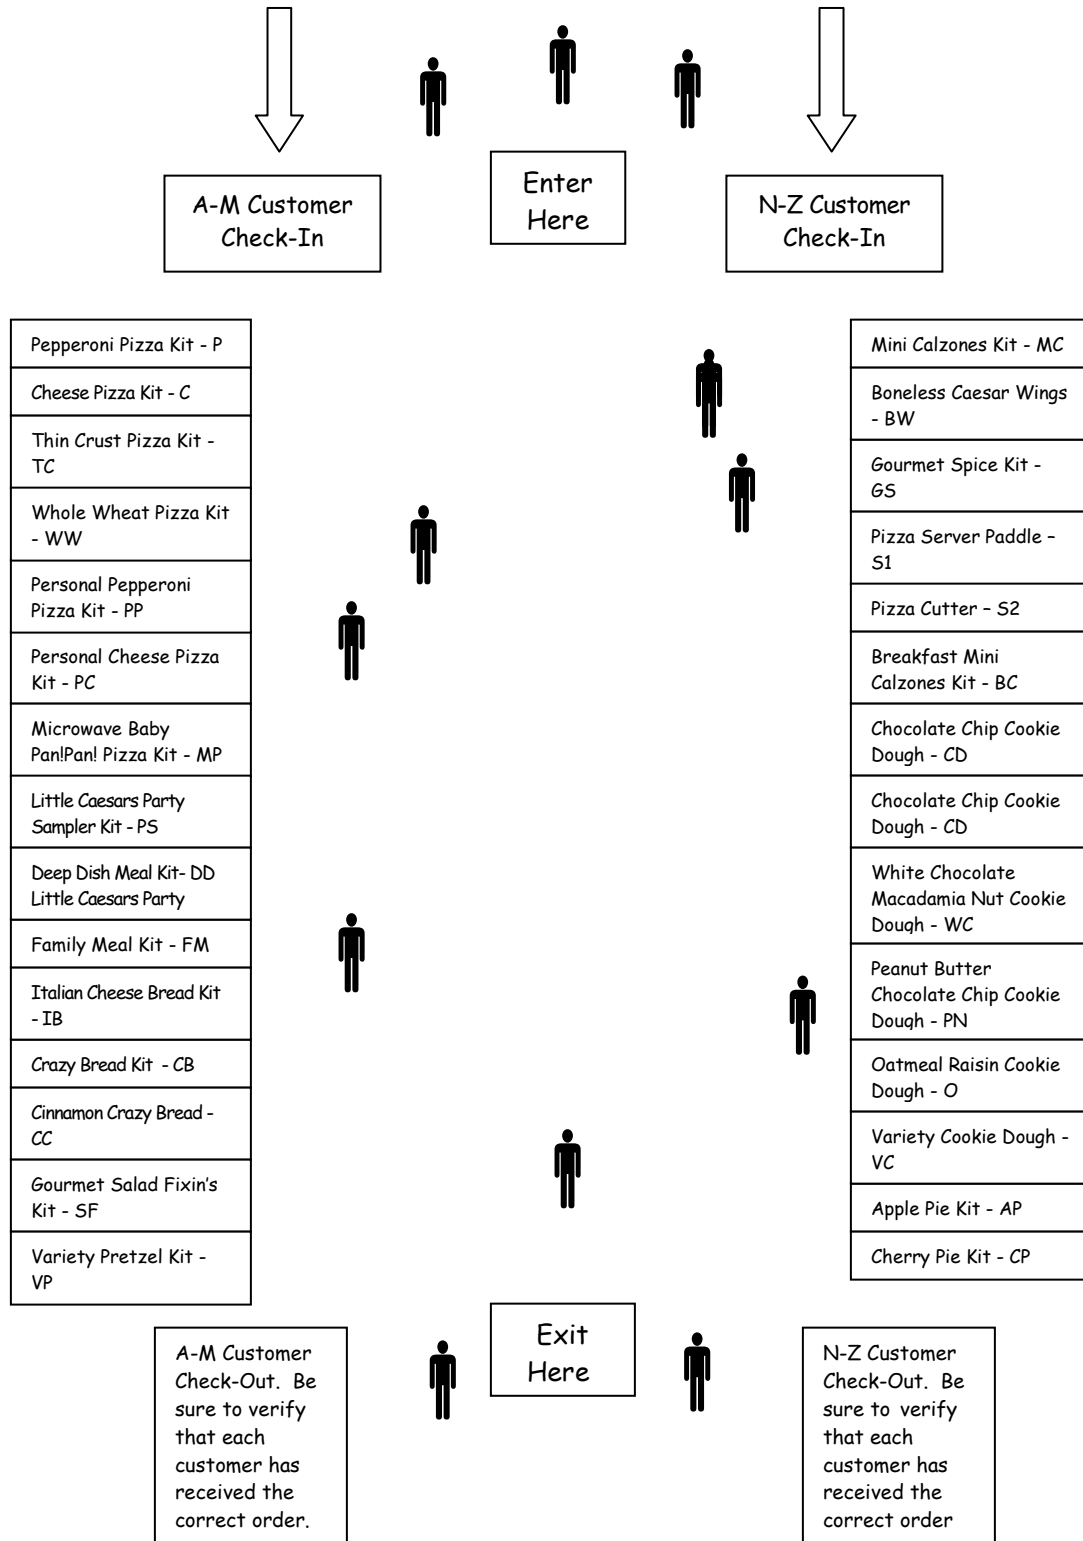 Enter
Here
A-M Customer
Check-In
N-Z Customer
Check-In
Pepperoni Pizza Kit - P
Cheese Pizza Kit - C
Thin Crust Pizza Kit -
TC
Whole Wheat Pizza Kit
- WW
Personal Pepperoni
Pizza Kit - PP
Personal Cheese Pizza
Kit - PC
Microwave Baby
Pan!Pan! Pizza Kit - MP
Little Caesars Party
Sampler Kit - PS
Deep Dish Meal Kit- DD
Little Caesars Party
Family Meal Kit - FM
Italian Cheese Bread Kit
- IB
Crazy Bread Kit - CB
Cinnamon Crazy Bread -
CC
Gourmet Salad Fixin's
Kit - SF
Variety Pretzel Kit -
VP
Mini Calzones Kit - MC
Boneless Caesar Wings
- BW
Gourmet Spice Kit -
GS
Pizza Server Paddle –
S1
Pizza Cutter – S2
Breakfast Mini
Calzones Kit - BC
Chocolate Chip Cookie
Dough - CD
Chocolate Chip Cookie
Dough - CD
White Chocolate
Macadamia Nut Cookie
Dough - WC
Peanut Butter
Chocolate Chip Cookie
Dough - PN
Oatmeal Raisin Cookie
Dough - O
Variety Cookie Dough -
VC
Apple Pie Kit - AP
Cherry Pie Kit - CP
Exit
Here
A-M Customer
Check-Out. Be
sure to verify
that each
customer has
received the
correct order.
N-Z Customer
Check-Out. Be
sure to verify
that each
customer has
received the
correct order